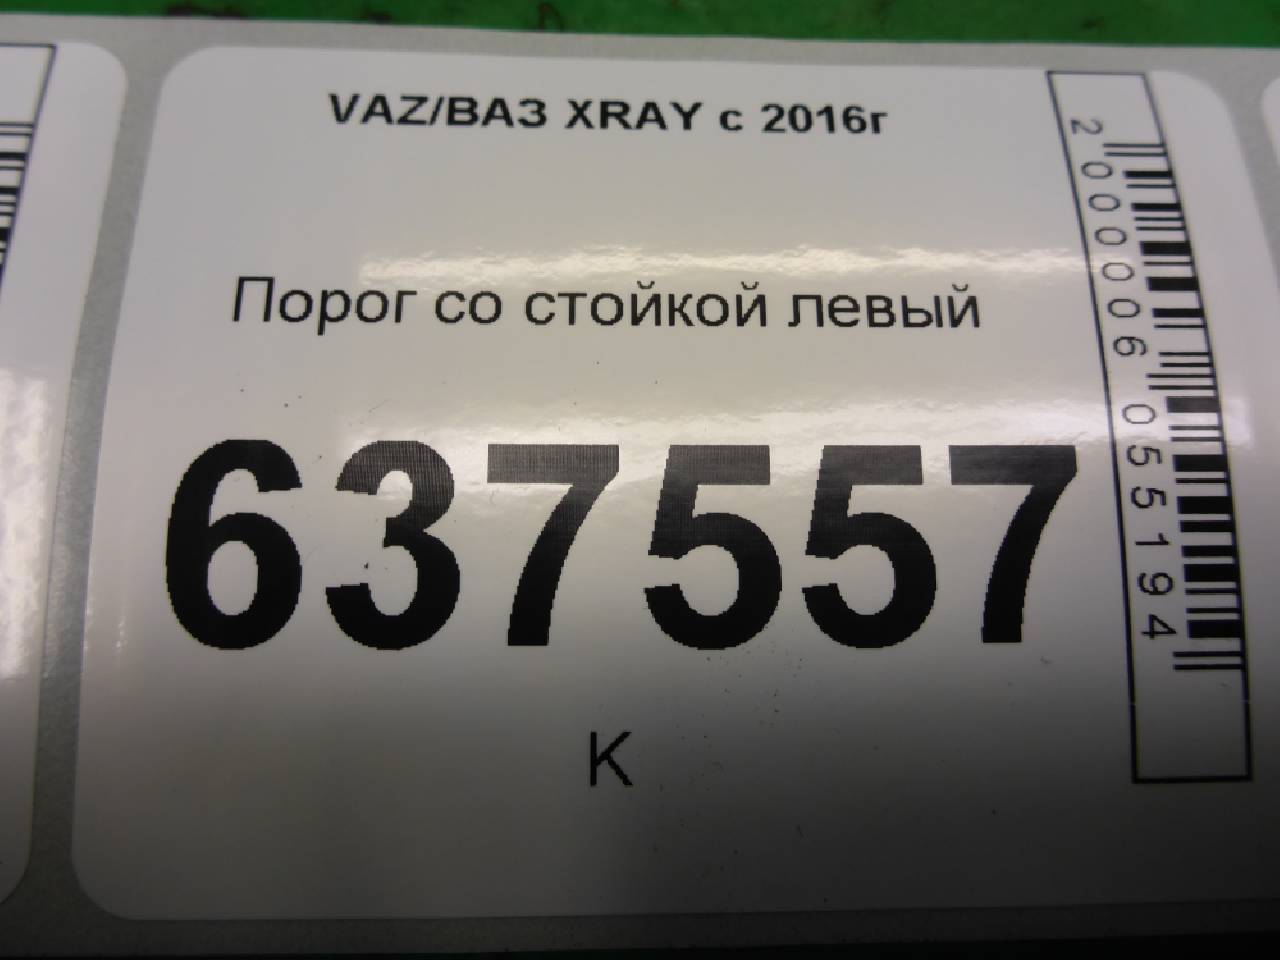 VAZ/ВАЗ XRAY с 2016г
Порог со стойкой левый
637557
К
2000006055194